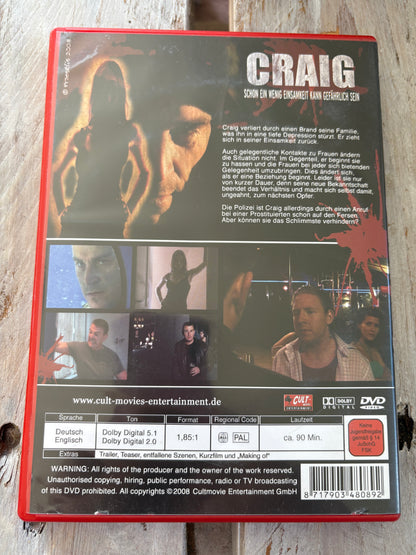 CRAIG
SCHON EIN WENIG EINSAMKEIT KANN GEFÄHRLICH SEIN
Craig verliert durch einen Brand seine Familie,
was ihn in eine tiefe Depression stürzt. Er zieht
sich in seiner Einsamkeit zurück.
Auch gelegentliche Kontakte zu Frauen ändern
die Situation nicht. Im Gegenteil, er beginnt sie
zu hassen und die Frauen bei jeder sich bietenden
Gelegenheit umzubringen. Dies ändert sich,
als er eine Beziehung beginnt. Leider ist sie nur
von kurzer Dauer, denn seine neue Bekanntschaft
beendet das Verhältnis und macht sich selbst damit,
ungeahnt, zum nächsten Opfer.
Die Polizei ist Craig allerdings durch einen Anruf
bei einer Prostituierten schon auf den Fersen.
Aber können sie das Schlimmste verhindern?
www.cult-movies-entertainment.de
CULT
ENTERTAINMENT
DOLBY
DIGITAL
DVD
VIDEO
Sprache
Ton
Format
Regional Code
Laufzeit
Deutsch
Englisch
Dolby Digital 5.1
Dolby Digital 2.0
1,85:1
PAL
ca. 90 Min.
Extras
Trailer, Teaser, entfallene Szenen, Kurzfilm und „Making of"
Keine
Jugendfreigabe
gemäß § 14
JuSchG
FSK
WARNING: All rights of the producer and the owner of the work reserved.
Unauthorised copying, hiring, public performance, radio or TV broadcasting
of this DVD prohibited. All copyrights ©2008 Cultmovie Entertainment GmbH
8 717903 480892